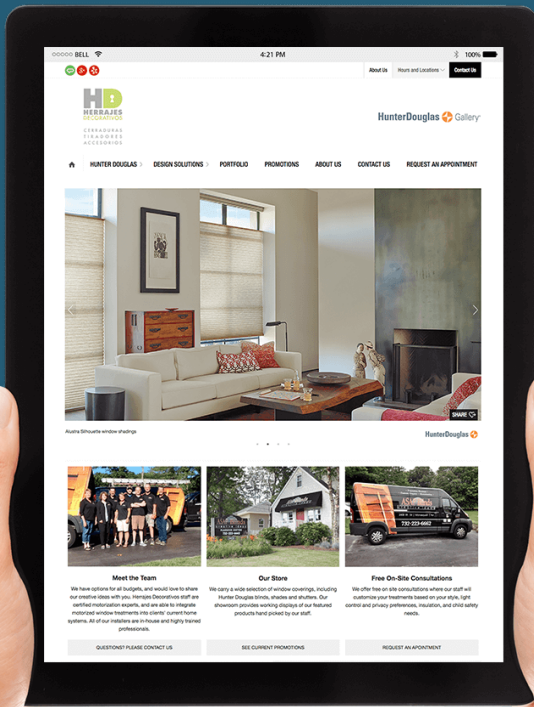 BELL
4:21 PM
100%
About Us
Hours and Locations
Contact Us
HD
HERRAJES
DECORATIVOS
CERRADURAS
TIRADORES
ACCESORIOS
HunterDouglas Gallery
HUNTER DOUGLAS
DESIGN SOLUTIONS
PORTFOLIO
PROMOTIONS
ABOUT US
CONTACT US
REQUEST AN APPOINTMENT
SHARE
Alustra Silhouette window shadings
HunterDouglas
732-223-6662
Meet the Team
We have options for all budgets, and would love to share
our creative ideas with you. Herrajes Decorativos staff are
certified motorization experts, and are able to integrate
motorized window treatments into clients' current home
systems. All of our installers are in-house and highly trained
professionals.
QUESTIONS? PLEASE CONTACT US
Our Store
We carry a wide selection of window coverings, including
Hunter Douglas blinds, shades and shutters. Our
showroom provides working displays of our featured
products hand picked by our staff.
SEE CURRENT PROMOTIONS
Free On-Site Consultations
We offer free on site consultations where our staff will
customize your treatments based on your style, light
control and privacy preferences, insulation, and child safety
needs.
REQUEST AN APOINTMENT